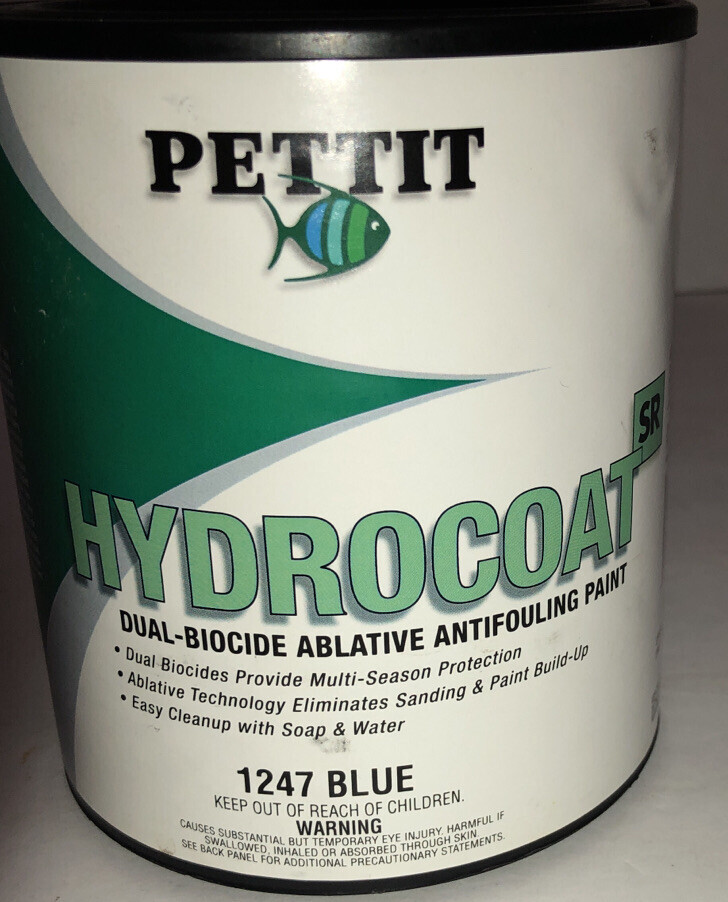 PETTIT
SR
HYDROCOAT
DUAL-BIOCIDE ABLATIVE ANTIFOULING PAINT
• Dual Biocides Provide Multi-Season Protection
• Ablative Technology Eliminates Sanding & Paint Build-Up
• Easy Cleanup with Soap & Water
1247 BLUE
KEEP OUT OF REACH OF CHILDREN.
WARNING
CAUSES SUBSTANTIAL BUT TEMPORARY EYE INJURY. HARMFUL IF
SWALLOWED, INHALED OR ABSORBED THROUGH SKIN.
SEE BACK PANEL FOR ADDITIONAL PRECAUTIONARY STATEMENTS.